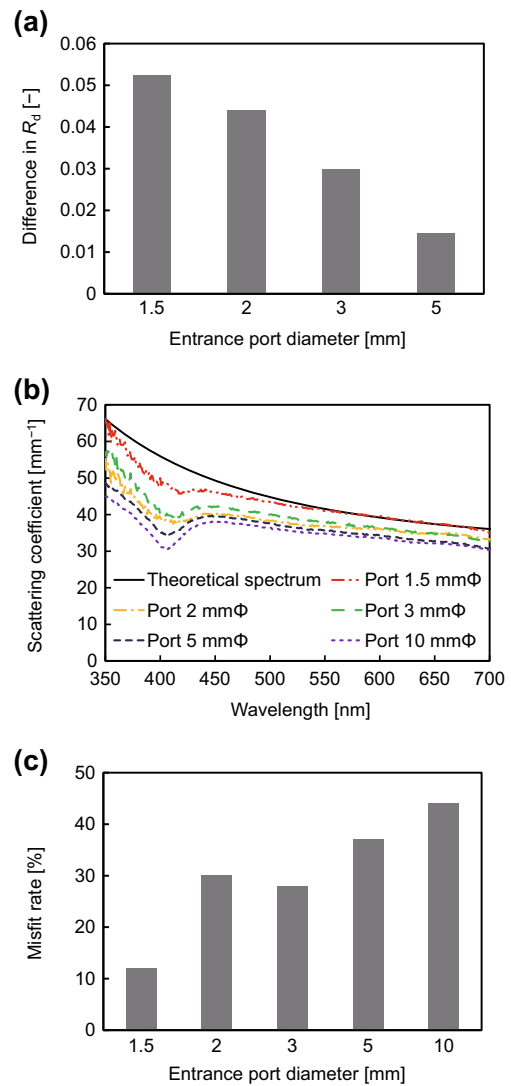 (a)
Difference in Rd [−]
0.06
0.05
0.04
0.03
0.02
0.01
0
1.5 2 3 5
Entrance port diameter [mm]
(b)
Scattering coefficient [mm⁻¹]
70
60
50
40
30
20
10
0
Theoretical spectrum Port 1.5 mmΦ
Port 2 mmΦ Port 3 mmΦ
Port 5 mmΦ Port 10 mmΦ
350 400 450 500 550 600 650 700
Wavelength [nm]
(c)
Misfit rate [%]
50
40
30
20
10
0
1.5 2 3 5 10
Entrance port diameter [mm]